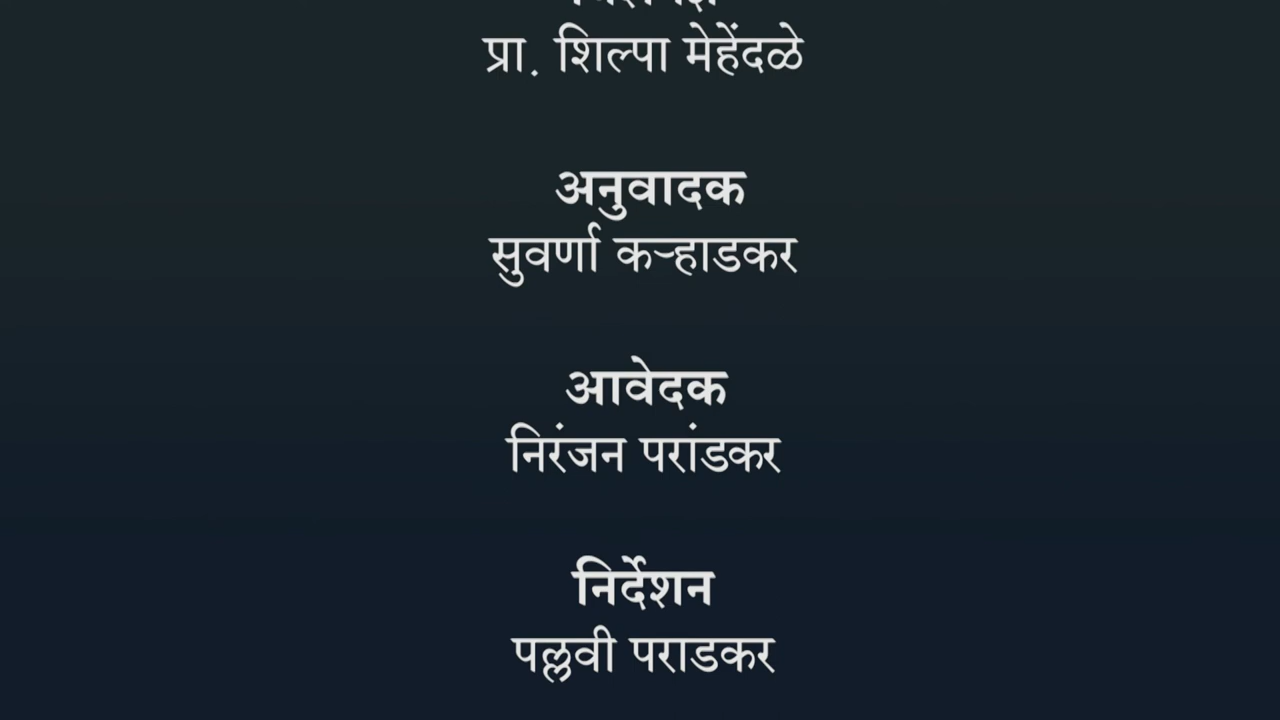 प्रा. शिल्पा मेहेंदळे
अनुवादक
सुवर्णा कऱ्हाडकर
आवेदक
निरंजन परांडकर
निर्देशन
पल्लवी पराडकर